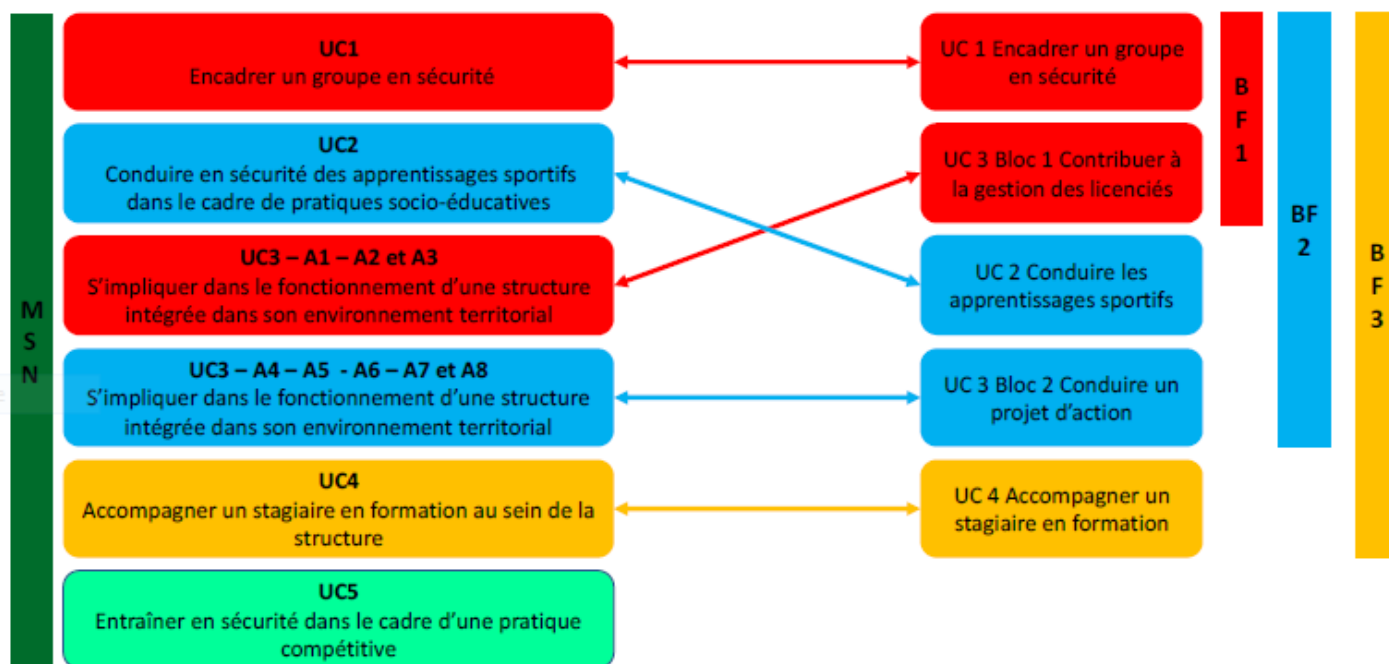 MSN
UC1
Encadrer un groupe en sécurité
UC2
Conduire en sécurité des apprentissages sportifs
dans le cadre de pratiques socio-éducatives
UC3 – A1 – A2 et A3
S'impliquer dans le fonctionnement d'une structure
intégrée dans son environnement territorial
UC3 – A4 – A5 - A6 – A7 et A8
S'impliquer dans le fonctionnement d'une structure
intégrée dans son environnement territorial
UC4
Accompagner un stagiaire en formation au sein de la
structure
UC5
Entraîner en sécurité dans le cadre d'une pratique
compétitive
UC 1 Encadrer un groupe
en sécurité
UC 3 Bloc 1 Contribuer à
la gestion des licenciés
UC 2 Conduire les
apprentissages sportifs
UC 3 Bloc 2 Conduire un
projet d'action
UC 4 Accompagner un
stagiaire en formation
B
F
1
BF
2
B
F
3